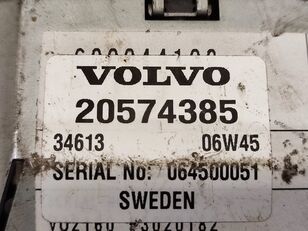 VOLVO
20574385
34613 06W45
SERIAL No: 064500051
SWEDEN